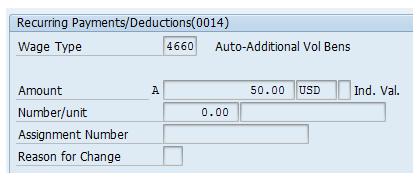 Recurring Payments/Deductions(0014)
Wage Type 4660 Auto-Additional Vol Bens
Amount A 50.00 USD Ind. Val.
Number/unit 0.00
Assignment Number
Reason for Change